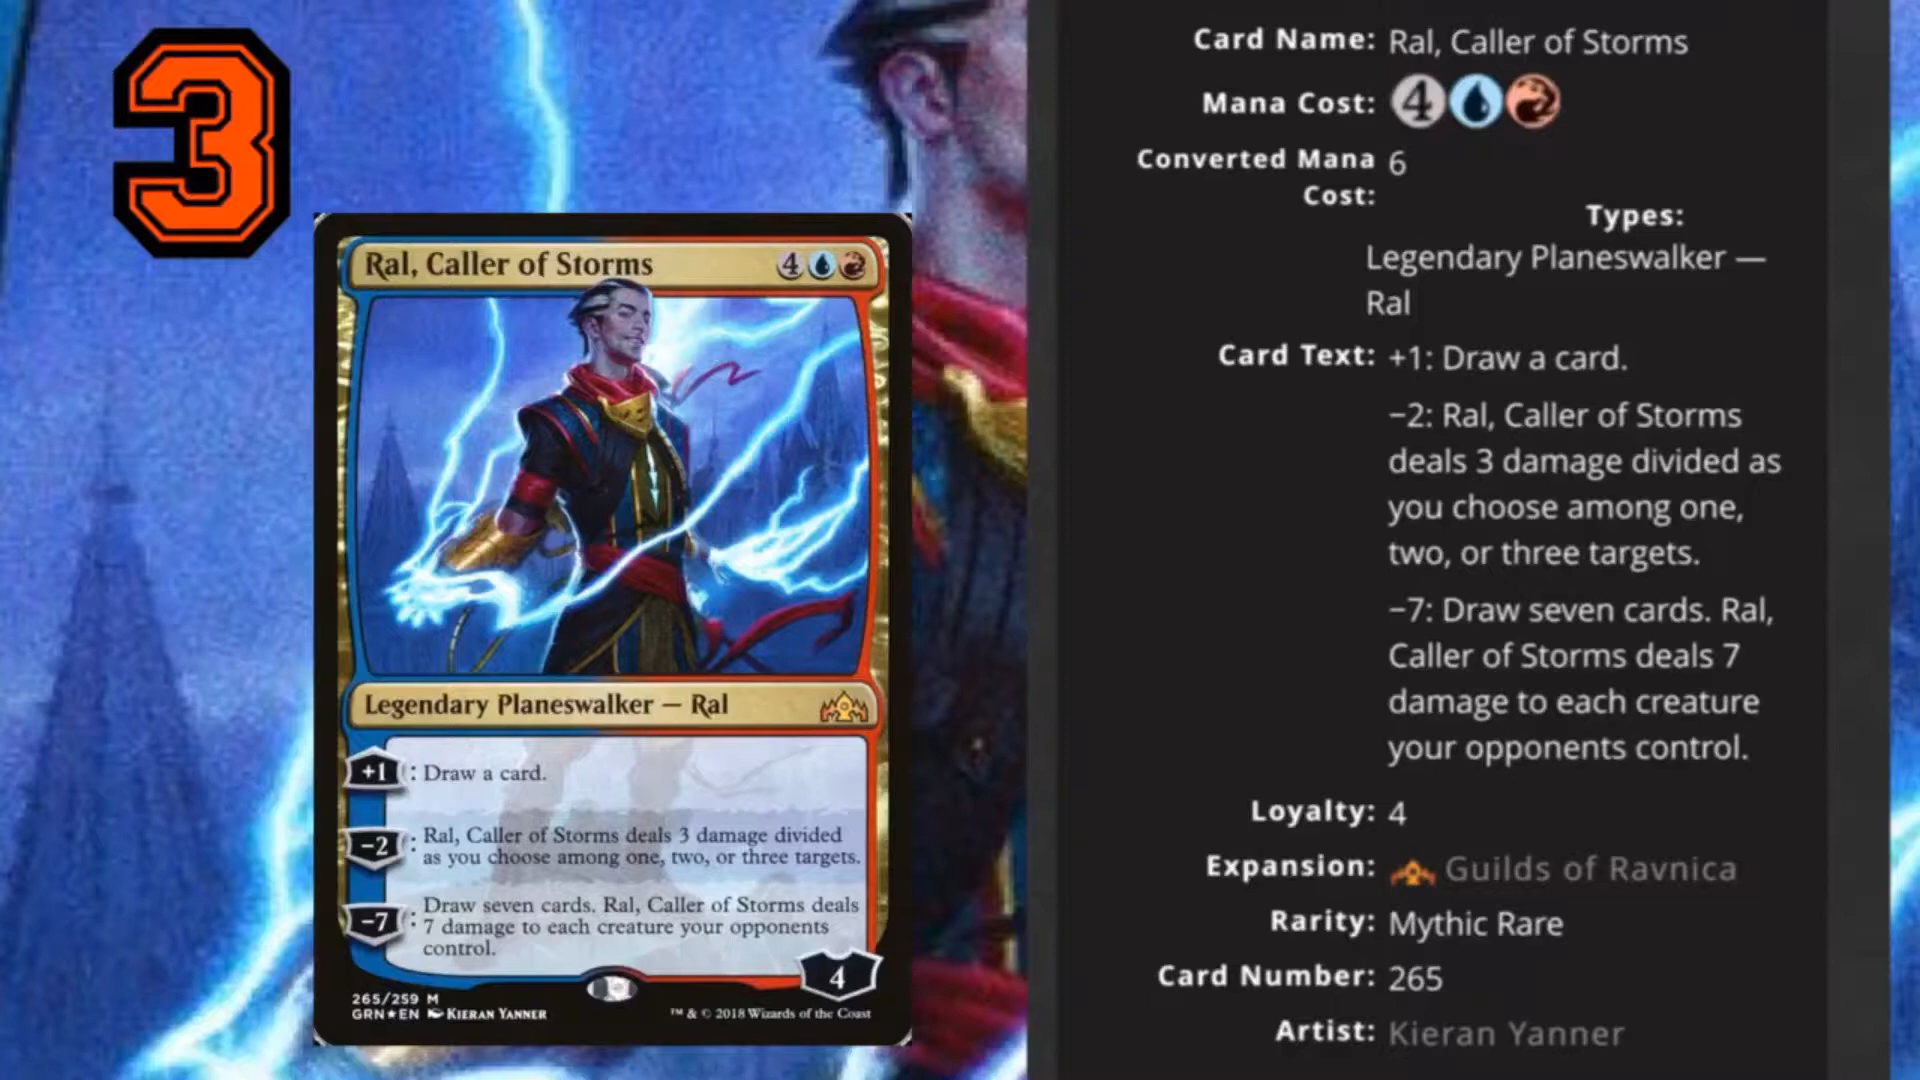 3
Ral, Caller of Storms 4
Legendary Planeswalker — Ral
+1 : Draw a card.
−2 : Ral, Caller of Storms deals 3 damage divided
as you choose among one, two, or three targets.
−7 : Draw seven cards. Ral, Caller of Storms deals
7 damage to each creature your opponents
control.
4
265/259 M
GRN★EN KIERAN YANNER
™ & © 2018 Wizards of the Coast
Card Name: Ral, Caller of Storms
Mana Cost: 4
Converted Mana 6
Cost:
Types:
Legendary Planeswalker —
Ral
Card Text: +1: Draw a card.
−2: Ral, Caller of Storms
deals 3 damage divided as
you choose among one,
two, or three targets.
−7: Draw seven cards. Ral,
Caller of Storms deals 7
damage to each creature
your opponents control.
Loyalty: 4
Expansion: Guilds of Ravnica
Rarity: Mythic Rare
Card Number: 265
Artist: Kieran Yanner